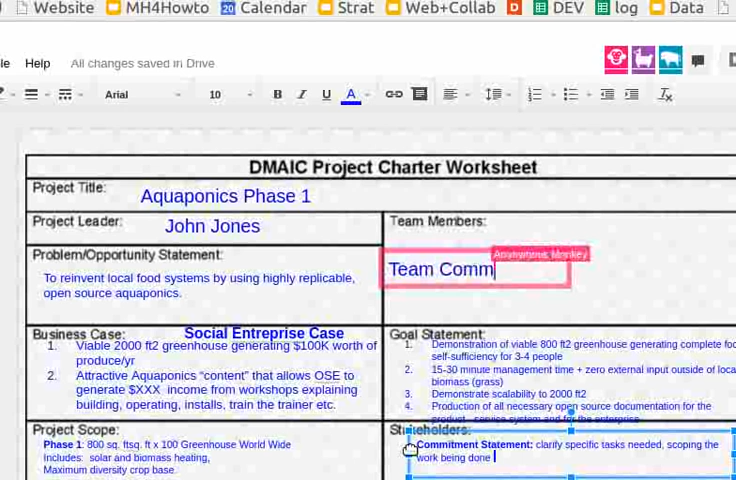 Website MH4Howto 20 Calendar Strat Web+Collab D DEV log Data
le Help All changes saved in Drive
Arial 10 B I U A
DMAIC Project Charter Worksheet
Project Title: Aquaponics Phase 1
Project Leader: John Jones
Team Members:
Anonymous Monkey
Team Comm
Problem/Opportunity Statement:
To reinvent local food systems by using highly replicable,
open source aquaponics.
Business Case: Social Entreprise Case
1. Viable 2000 ft2 greenhouse generating $100K worth of
produce/yr
2. Attractive Aquaponics “content” that allows OSE to
generate $XXX income from workshops explaining
building, operating, installs, train the trainer etc.
Goal Statement:
1. Demonstration of viable 800 ft2 greenhouse generating complete foo
self-sufficiency for 3-4 people
2. 15-30 minute management time + zero external input outside of loca
biomass (grass)
3. Demonstrate scalability to 2000 ft2
4. Production of all necessary open source documentation for the
product - service system and for the enterprise
Project Scope:
Phase 1: 800 sq. ftsq. ft x 100 Greenhouse World Wide
Includes: solar and biomass heating,
Maximum diversity crop base.
Stakeholders:
Commitment Statement: clarify specific tasks needed, scoping the
work being done